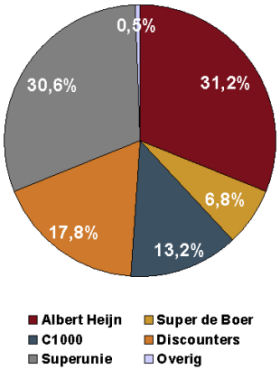 0,5%
30,6%
31,2%
6,8%
17,8%
13,2%
Albert Heijn
Super de Boer
C1000
Discounters
Superunie
Overig